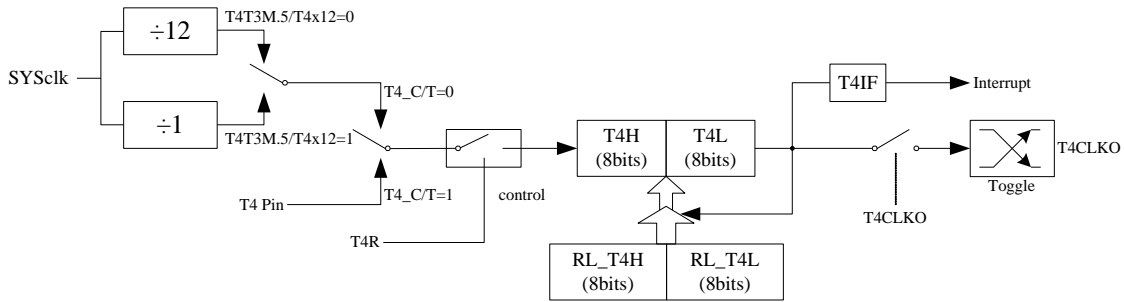 T4T3M.5/T4x12=0
÷12
SYSclk
÷1
T4T3M.5/T4x12=1
T4_C/T=0
T4_C/T=1
T4 Pin
T4R
control
T4H
(8bits)
T4L
(8bits)
RL_T4H
(8bits)
RL_T4L
(8bits)
T4IF
Interrupt
T4CLKO
Toggle
T4CLKO